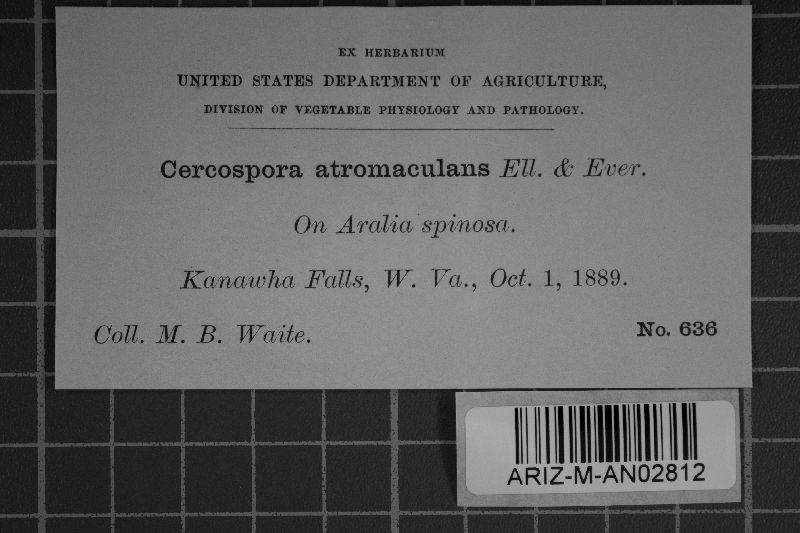 EX HERBARIUM
UNITED STATES DEPARTMENT OF AGRICULTURE,
DIVISION OF VEGETABLE PHYSIOLOGY AND PATHOLOGY.
Cercospora atromaculans Ell. & Ever.
On Aralia spinosa.
Kanawha Falls, W. Va., Oct. 1, 1889.
Coll. M. B. Waite. No. 636
ARIZ-M-AN02812